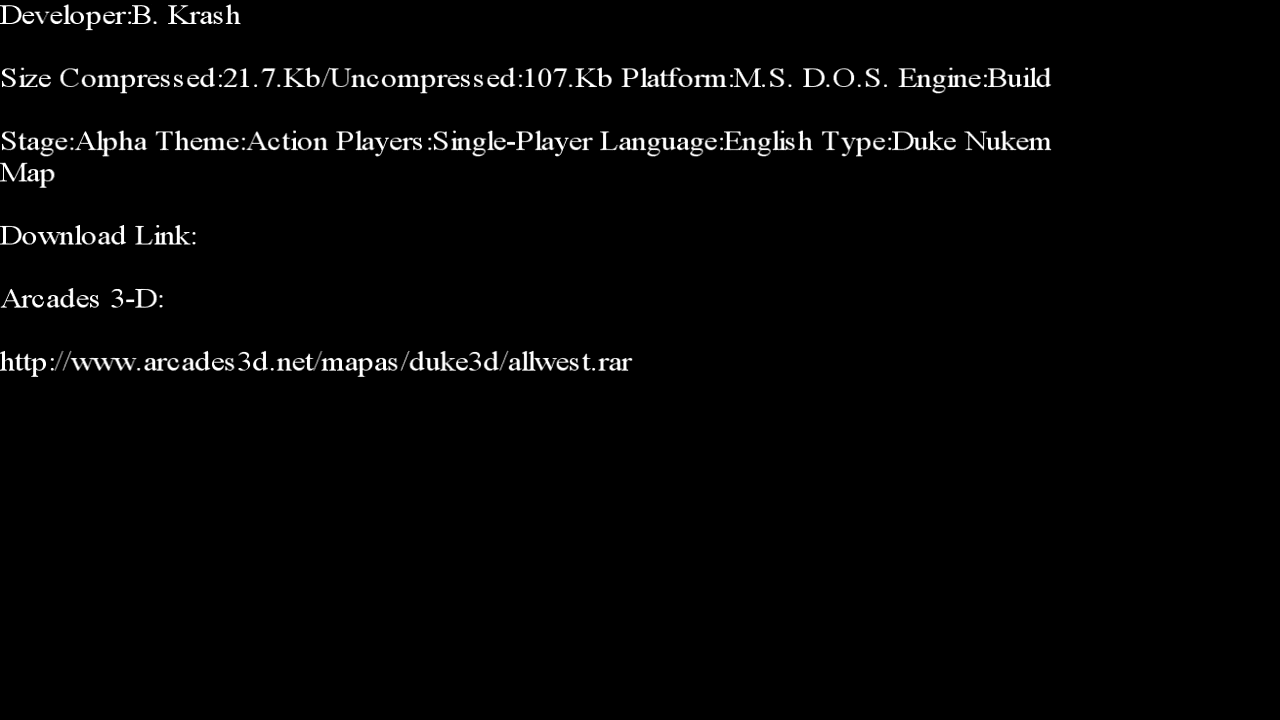 Developer:B. Krash
Size Compressed:21.7.Kb/Uncompressed:107.Kb Platform:M.S. D.O.S. Engine:Build
Stage:Alpha Theme:Action Players:Single-Player Language:English Type:Duke Nukem
Map
Download Link:
Arcades 3-D:
http://www.arcades3d.net/mapas/duke3d/allwest.rar